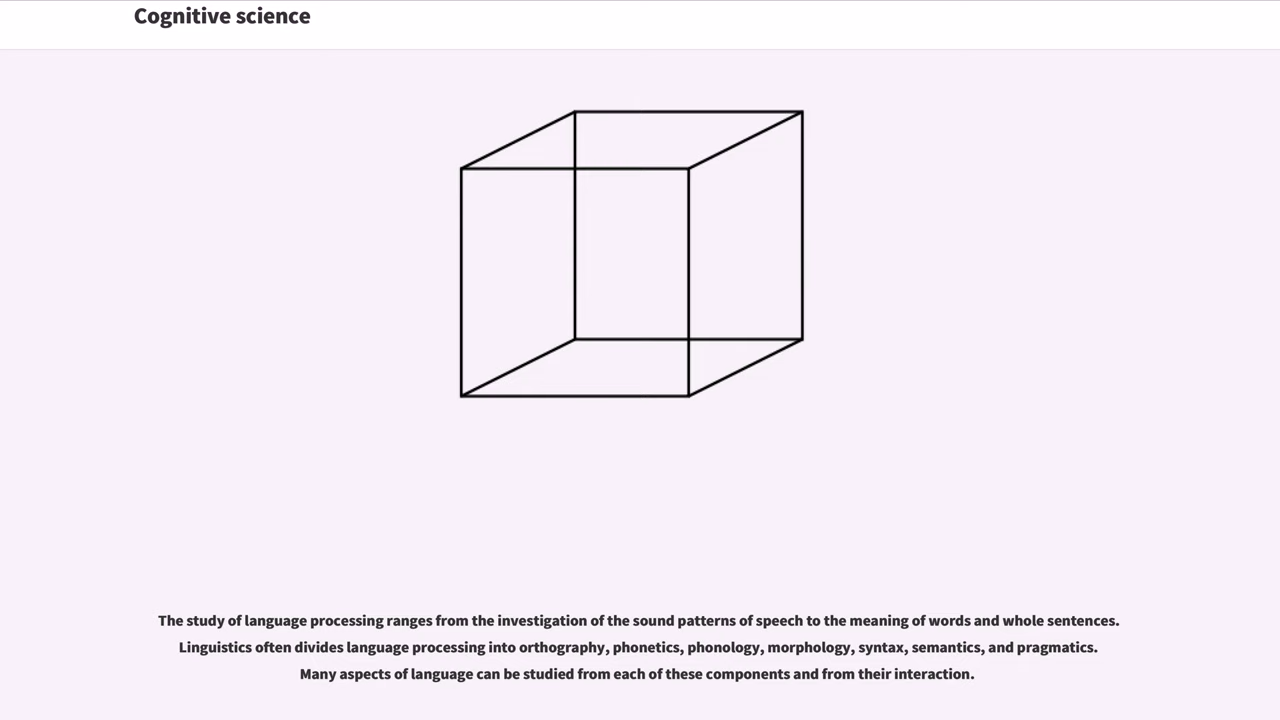 Cognitive science
The study of language processing ranges from the investigation of the sound patterns of speech to the meaning of words and whole sentences.
Linguistics often divides language processing into orthography, phonetics, phonology, morphology, syntax, semantics, and pragmatics.
Many aspects of language can be studied from each of these components and from their interaction.